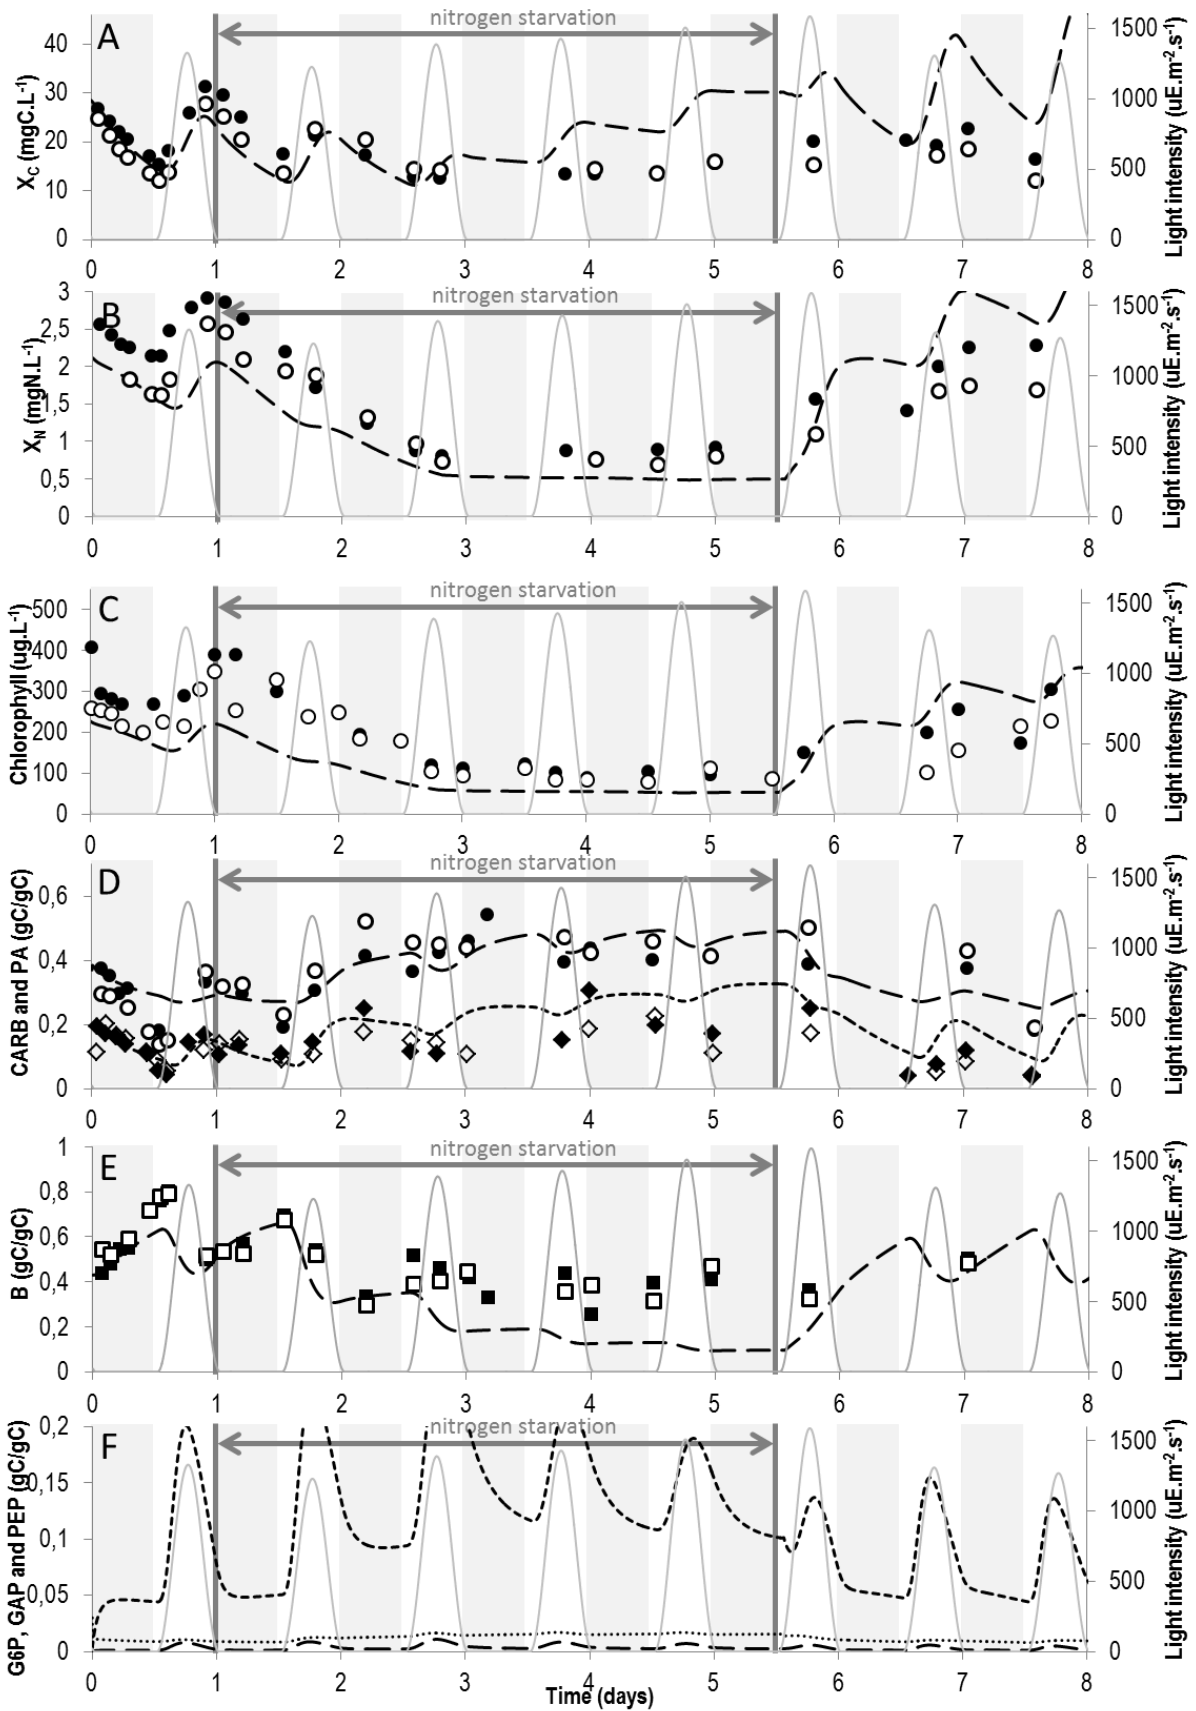 A
nitrogen starvation
X_C (mgC.L⁻¹)
40
30
20
10
0
1500
1000
500
0
Light intensity (uE.m⁻².s⁻¹)
0 1 2 3 4 5 6 7 8
B
nitrogen starvation
X_N (mgN.L⁻¹)
3
2,5
2
1,5
1
0,5
0
1500
1000
500
0
Light intensity (uE.m⁻².s⁻¹)
0 1 2 3 4 5 6 7 8
C
nitrogen starvation
Chlorophyll (ug.L⁻¹)
500
400
300
200
100
0
1500
1000
500
0
Light intensity (uE.m⁻².s⁻¹)
0 1 2 3 4 5 6 7 8
D
nitrogen starvation
CARB and PA (gC/gC)
0,6
0,4
0,2
0
1500
1000
500
0
Light intensity (uE.m⁻².s⁻¹)
0 1 2 3 4 5 6 7 8
E
nitrogen starvation
B (gC/gC)
1
0,8
0,6
0,4
0,2
0
1500
1000
500
0
Light intensity (uE.m⁻².s⁻¹)
0 1 2 3 4 5 6 7 8
F
nitrogen starvation
G6P, GAP and PEP (gC/gC)
0,2
0,15
0,1
0,05
0
1500
1000
500
0
Light intensity (uE.m⁻².s⁻¹)
0 1 2 3 4 5 6 7 8
Time (days)